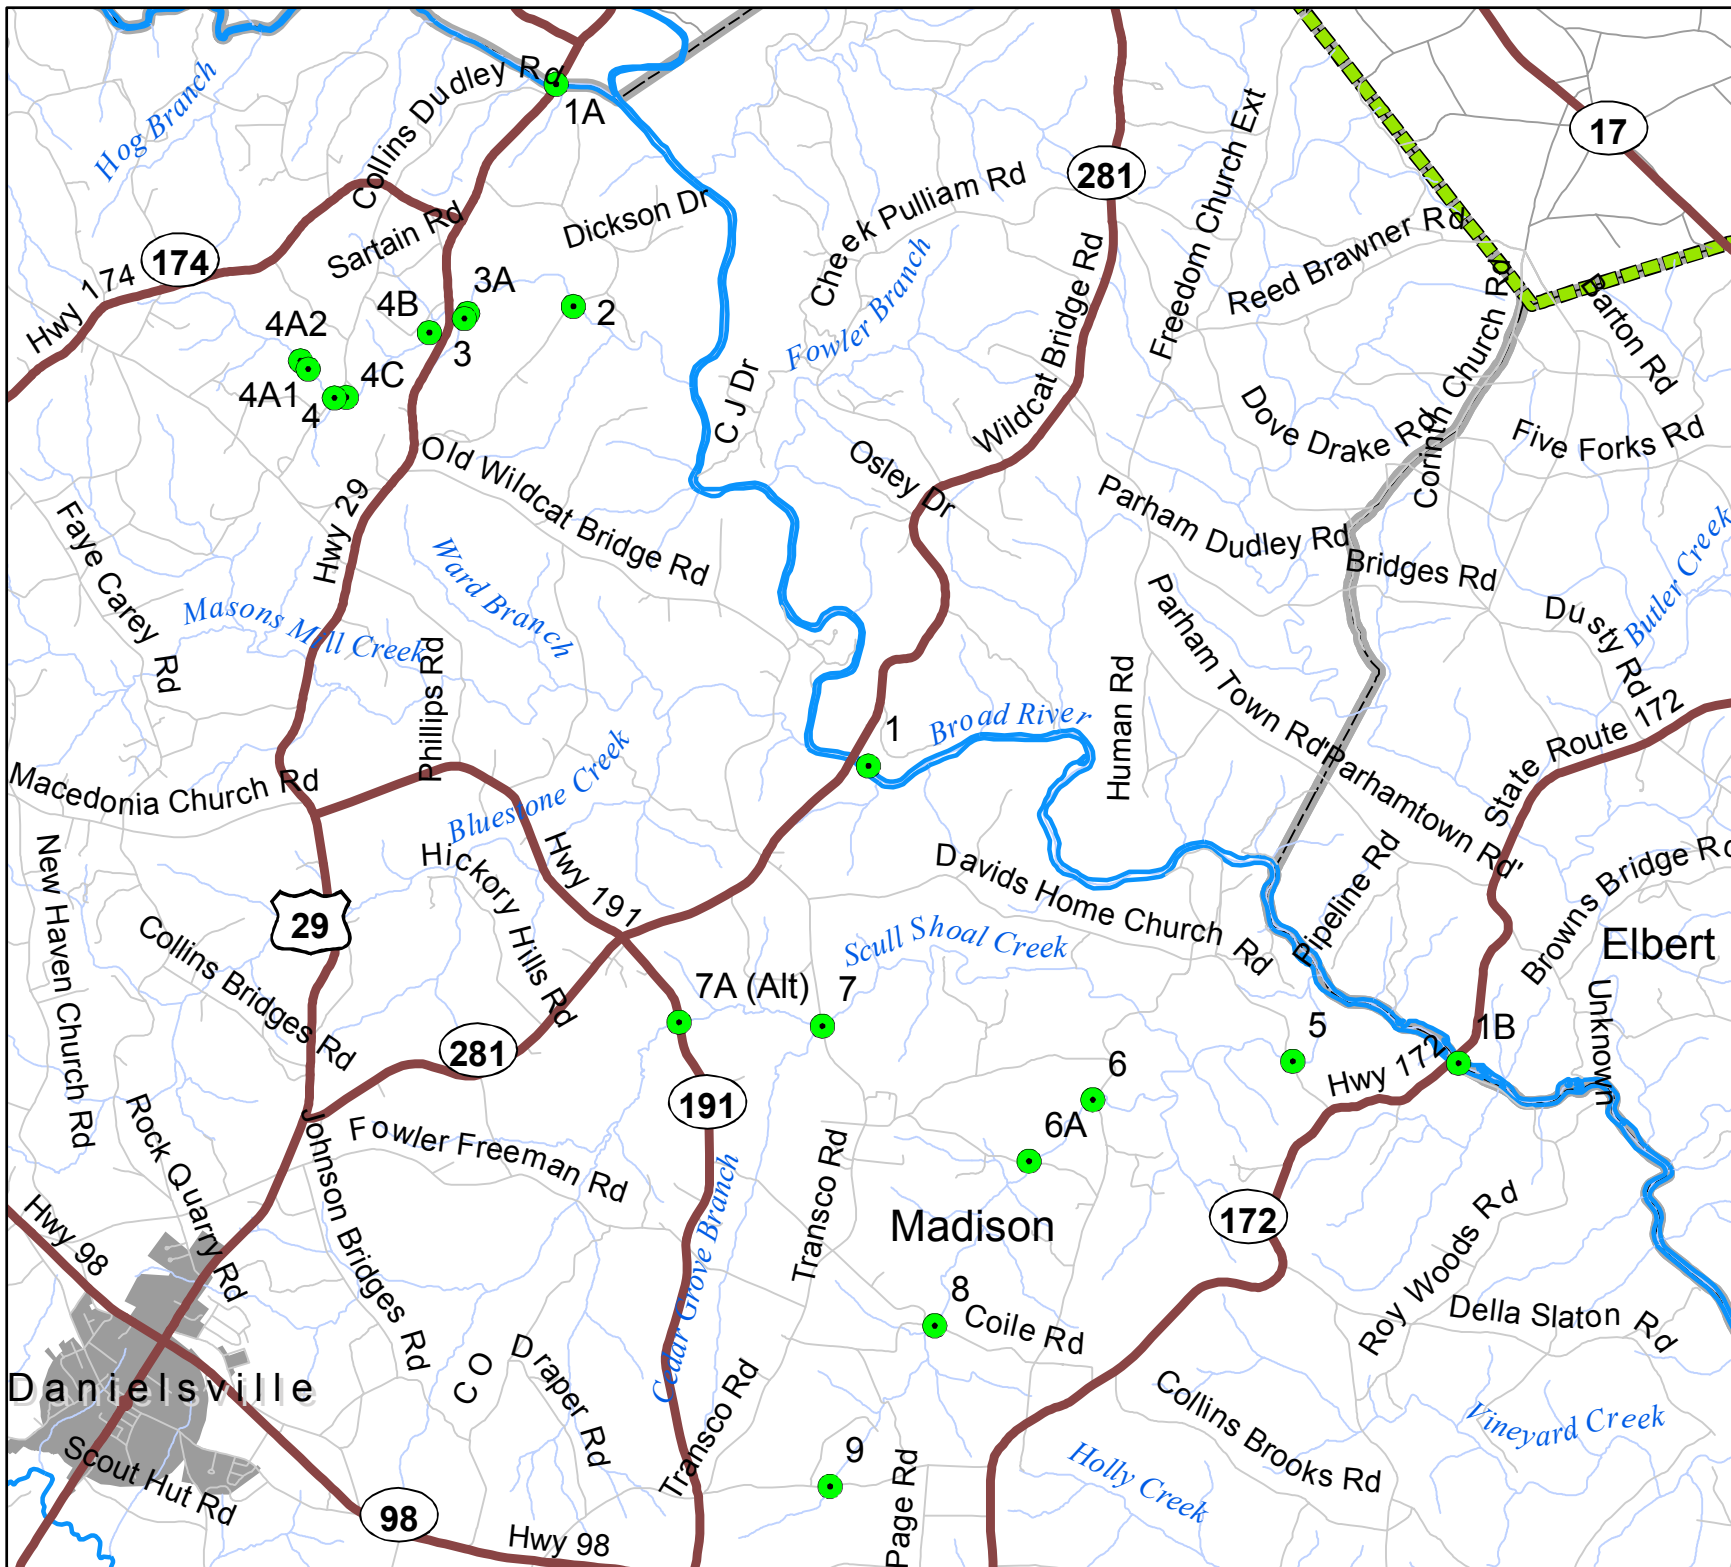 Hog Branch
Collins Dudley Rd
1A
17
281
Freedom Church Ext
Cheek Pulliam Rd
Dickson Dr
Sartain Rd
174
Hwy 174
Fowler Branch
Wildcat Bridge Rd
Reed Brawner Rd
Corinth Church Rd
Barton Rd
3A
4B
2
3
4A2
4A1
4C
4
C J Dr
Dove Drake Rd
Five Forks Rd
Osley Dr
Old Wildcat Bridge Rd
Hwy 29
Parham Dudley Rd
Bridges Rd
Butler Creek
Faye Carey Rd
Ward Branch
Masons Mill Creek
Phillips Rd
Parham Town Rd'
Dusty Rd
Human Rd
Broad River
1
State Route 172
'Parhamtown Rd'
Macedonia Church Rd
Bluestone Creek
Hickory Hills Rd
Hwy 191
Davids Home Church Rd
Pipeline Rd
Browns Bridge Rd
New Haven Church Rd
29
Collins Bridges Rd
Scull Shoal Creek
Elbert
Unknown
7A (Alt)
7
5
1B
281
Hwy 172
6
191
6A
Rock Quarry Rd
Johnson Bridges Rd
Fowler Freeman Rd
Cedar Grove Branch
Transco Rd
Madison
172
Roy Woods Rd
Hwy 98
8
Coile Rd
Della Slaton Rd
Danielsville
CO
Draper Rd
Transco Rd
Collins Brooks Rd
Vineyard Creek
Scout Hut Rd
9
Page Rd
Holly Creek
98
Hwy 98